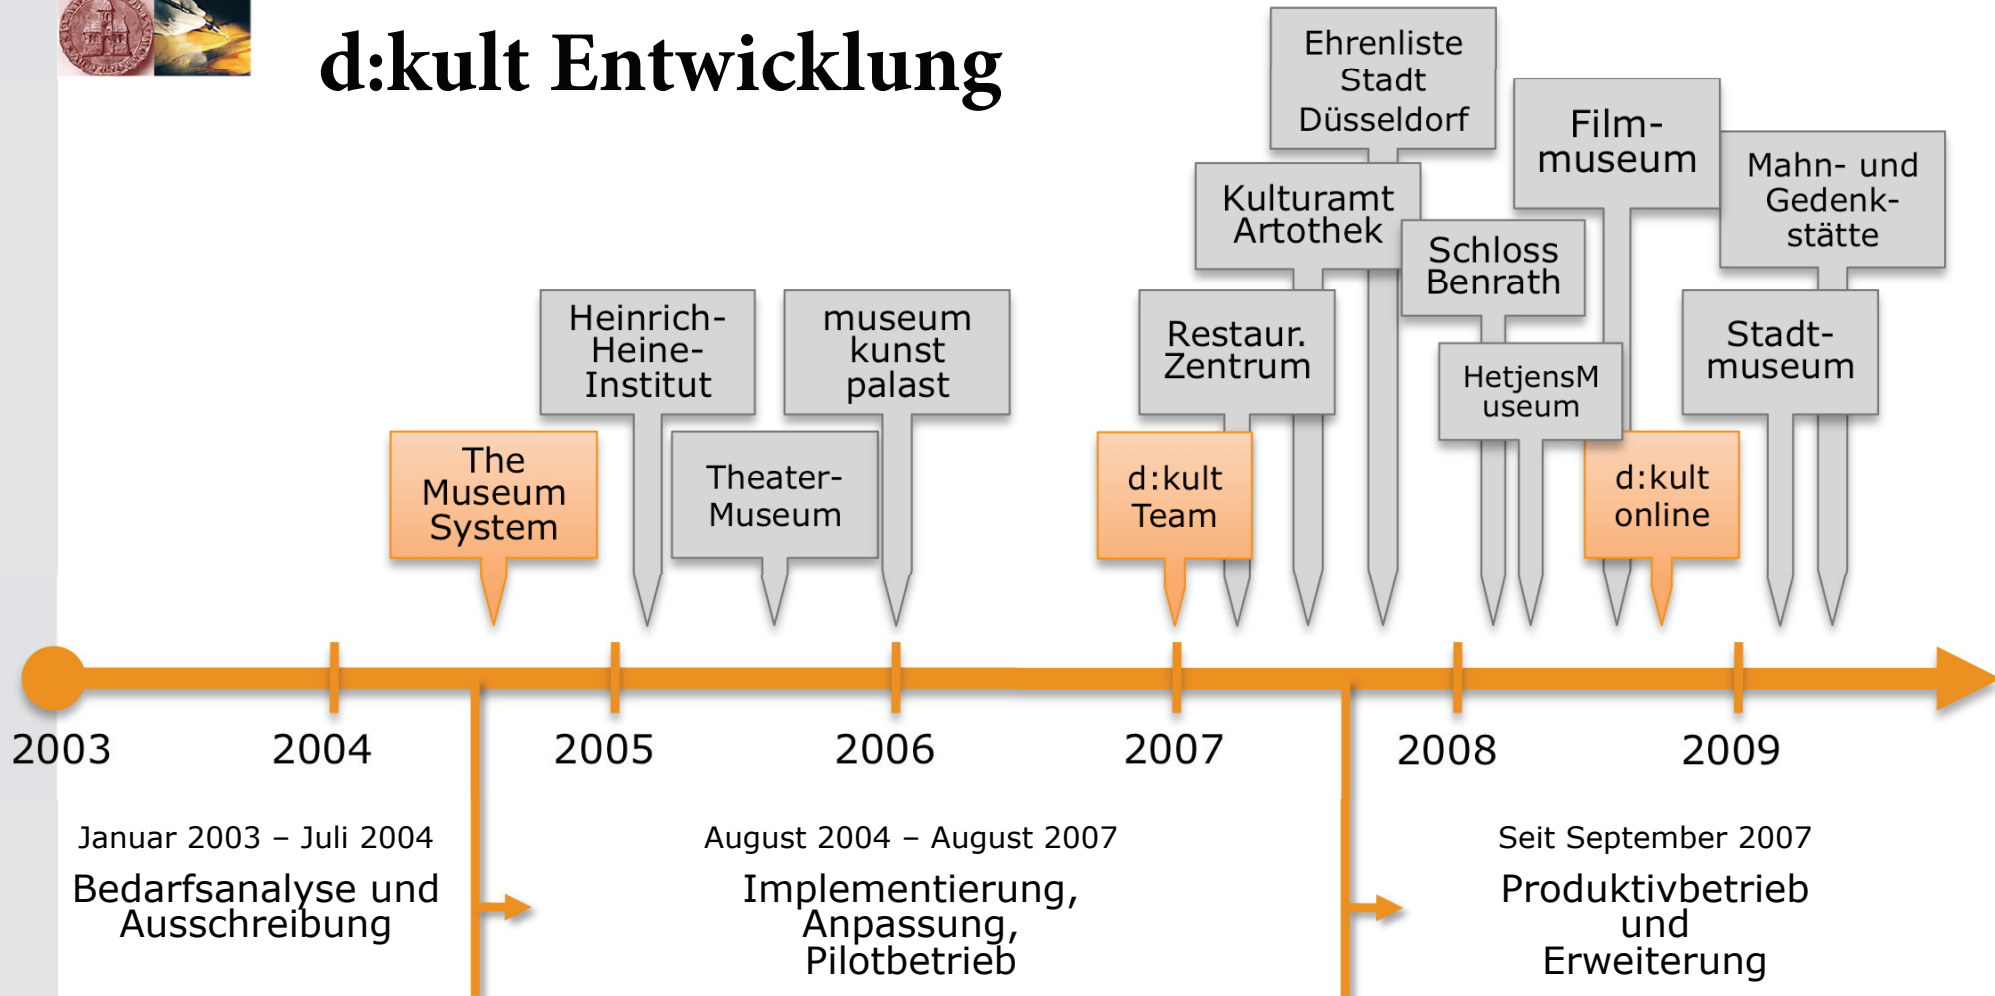 d:kult Entwicklung
Ehrenliste
Stadt
Düsseldorf
Film-
museum
Mahn- und
Gedenk-
stätte
Kulturamt
Artothek
Schloss
Benrath
Heinrich-
Heine-
Institut
museum
kunst
palast
Restaur.
Zentrum
Stadt-
museum
HetjensM
useum
The
Museum
System
Theater-
Museum
d:kult
Team
d:kult
online
2003
2004
2005
2006
2007
2008
2009
Januar 2003 – Juli 2004
Bedarfsanalyse und
Ausschreibung
August 2004 – August 2007
Implementierung,
Anpassung,
Pilotbetrieb
Seit September 2007
Produktivbetrieb
und
Erweiterung